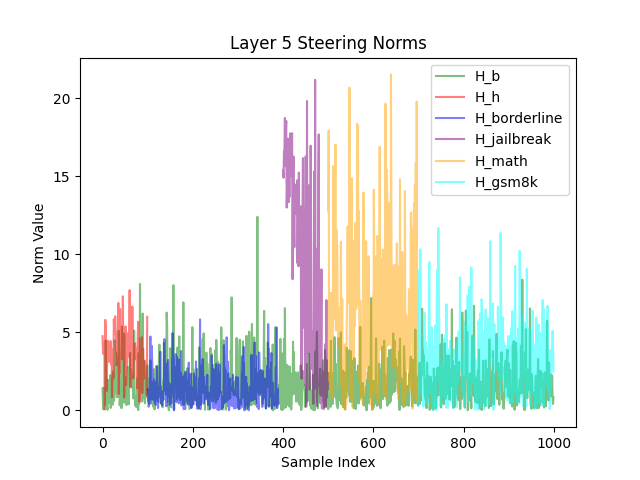 Layer 5 Steering Norms
H_b
H_h
H_borderline
H_jailbreak
H_math
H_gsm8k
Norm Value
20
15
10
5
0
0
200
400
600
800
1000
Sample Index